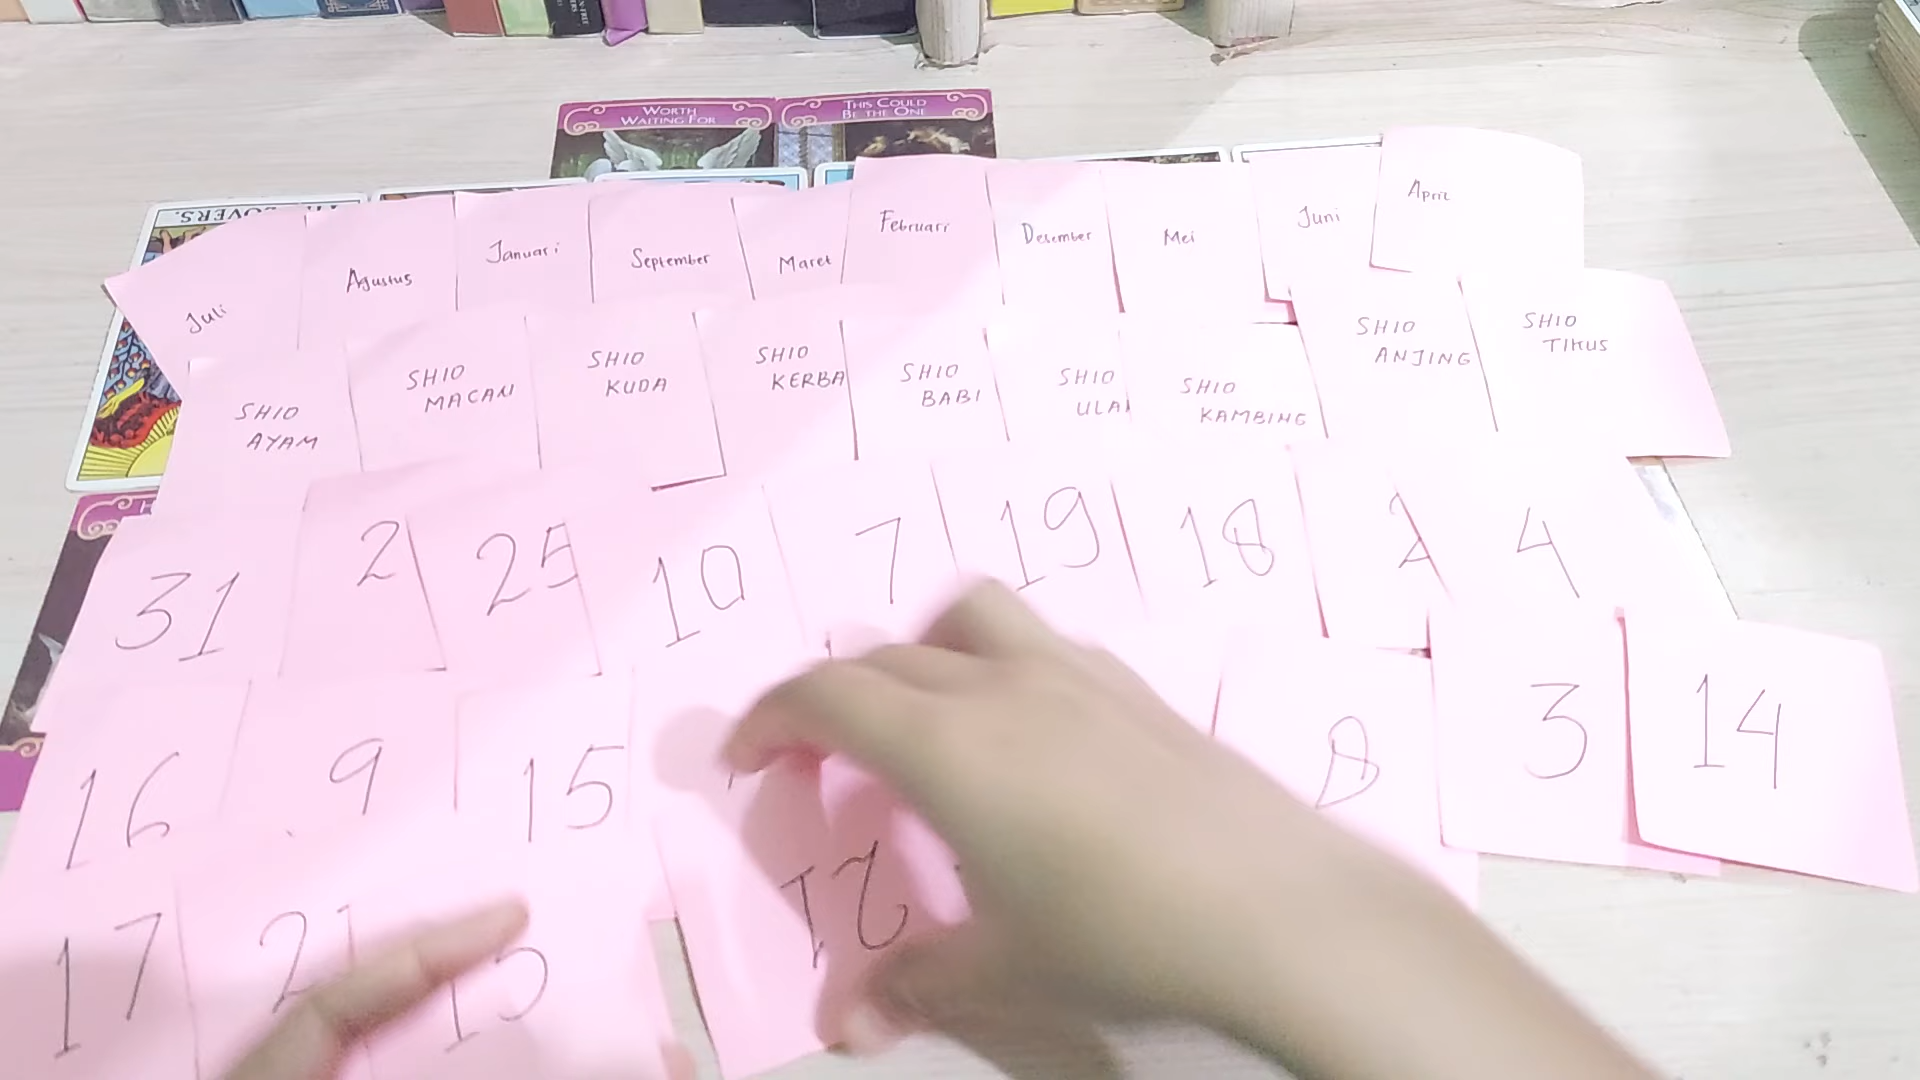 WORTH
WAITING FOR
THIS COULD
BE THE ONE
THE LOVERS.
Juli
Agustus
Januari
September
Maret
Februari
Desember
Mei
Juni
April
SHIO
AYAM
SHIO
MACAN
SHIO
KUDA
SHIO
KERBA
SHIO
BABI
SHIO
ULA
SHIO
KAMBING
SHIO
ANJING
SHIO
TIKUS
31
2
25
10
7
19
18
4
16
9
15
8
3
14
17
21
12